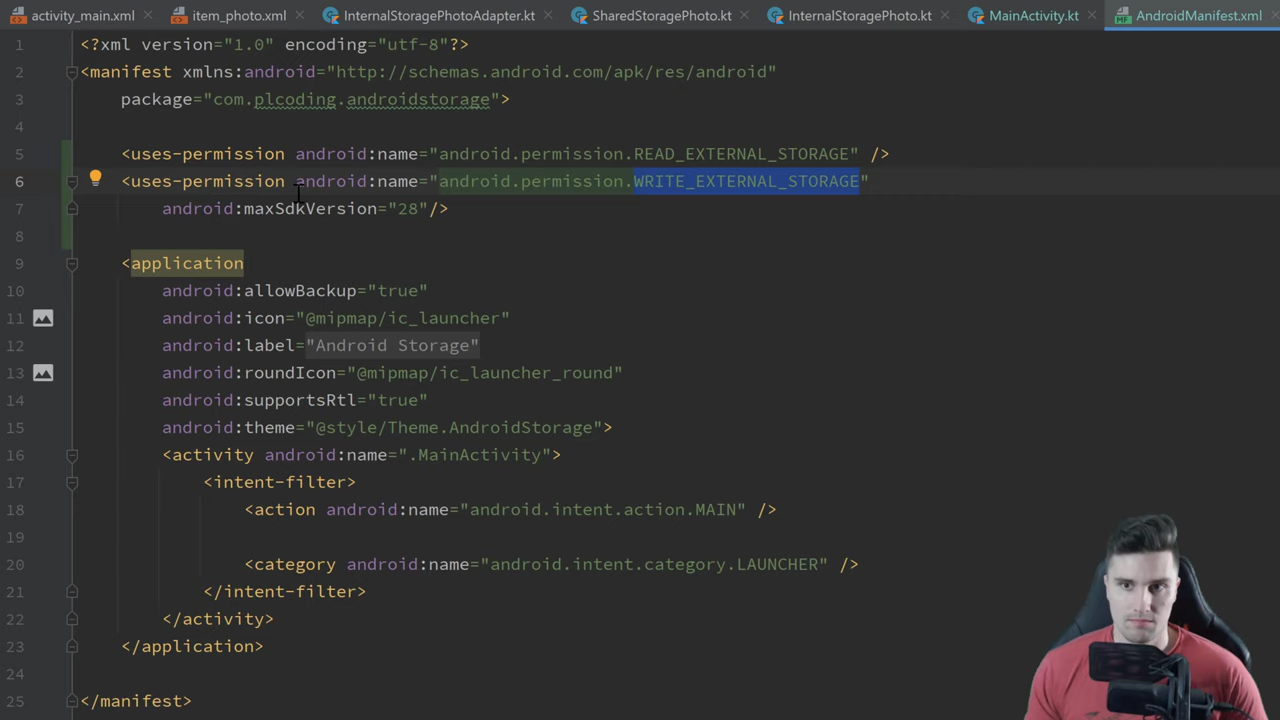 activity_main.xml item_photo.xml InternalStoragePhotoAdapter.kt SharedStoragePhoto.kt InternalStoragePhoto.kt MainActivity.kt AndroidManifest.xml
1 <?xml version="1.0" encoding="utf-8"?>
2 <manifest xmlns:android="http://schemas.android.com/apk/res/android"
3 package="com.plcoding.androidstorage">
4
5 <uses-permission android:name="android.permission.READ_EXTERNAL_STORAGE" />
6 <uses-permission android:name="android.permission.WRITE_EXTERNAL_STORAGE"
7 android:maxSdkVersion="28"/>
8
9 <application
10 android:allowBackup="true"
11 android:icon="@mipmap/ic_launcher"
12 android:label="Android Storage"
13 android:roundIcon="@mipmap/ic_launcher_round"
14 android:supportsRtl="true"
15 android:theme="@style/Theme.AndroidStorage">
16 <activity android:name=".MainActivity">
17 <intent-filter>
18 <action android:name="android.intent.action.MAIN" />
19
20 <category android:name="android.intent.category.LAUNCHER" />
21 </intent-filter>
22 </activity>
23 </application>
24
25 </manifest>